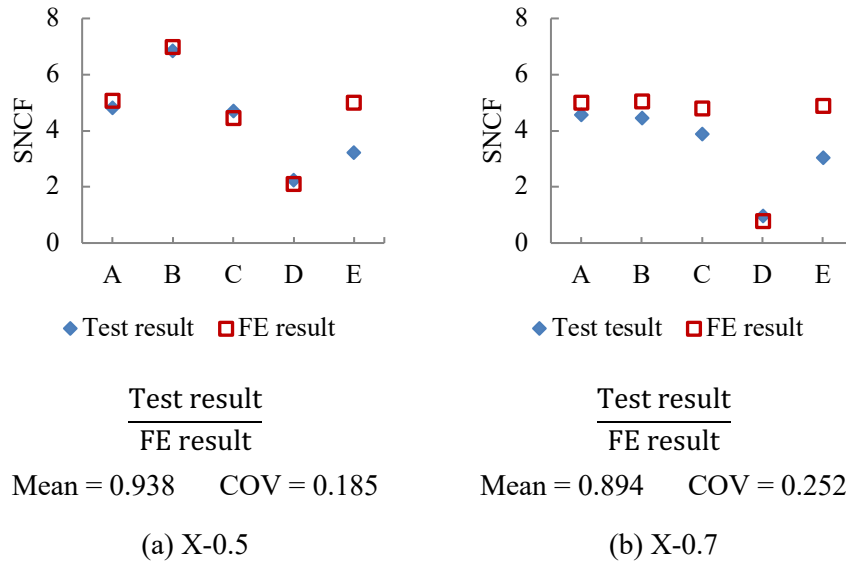 8
6
4
2
0
SNCF
A B C D E
Test result FE result
Test result
FE result
Mean = 0.938 COV = 0.185
(a) X-0.5
8
6
4
2
0
SNCF
A B C D E
Test tesult FE result
Test result
FE result
Mean = 0.894 COV = 0.252
(b) X-0.7